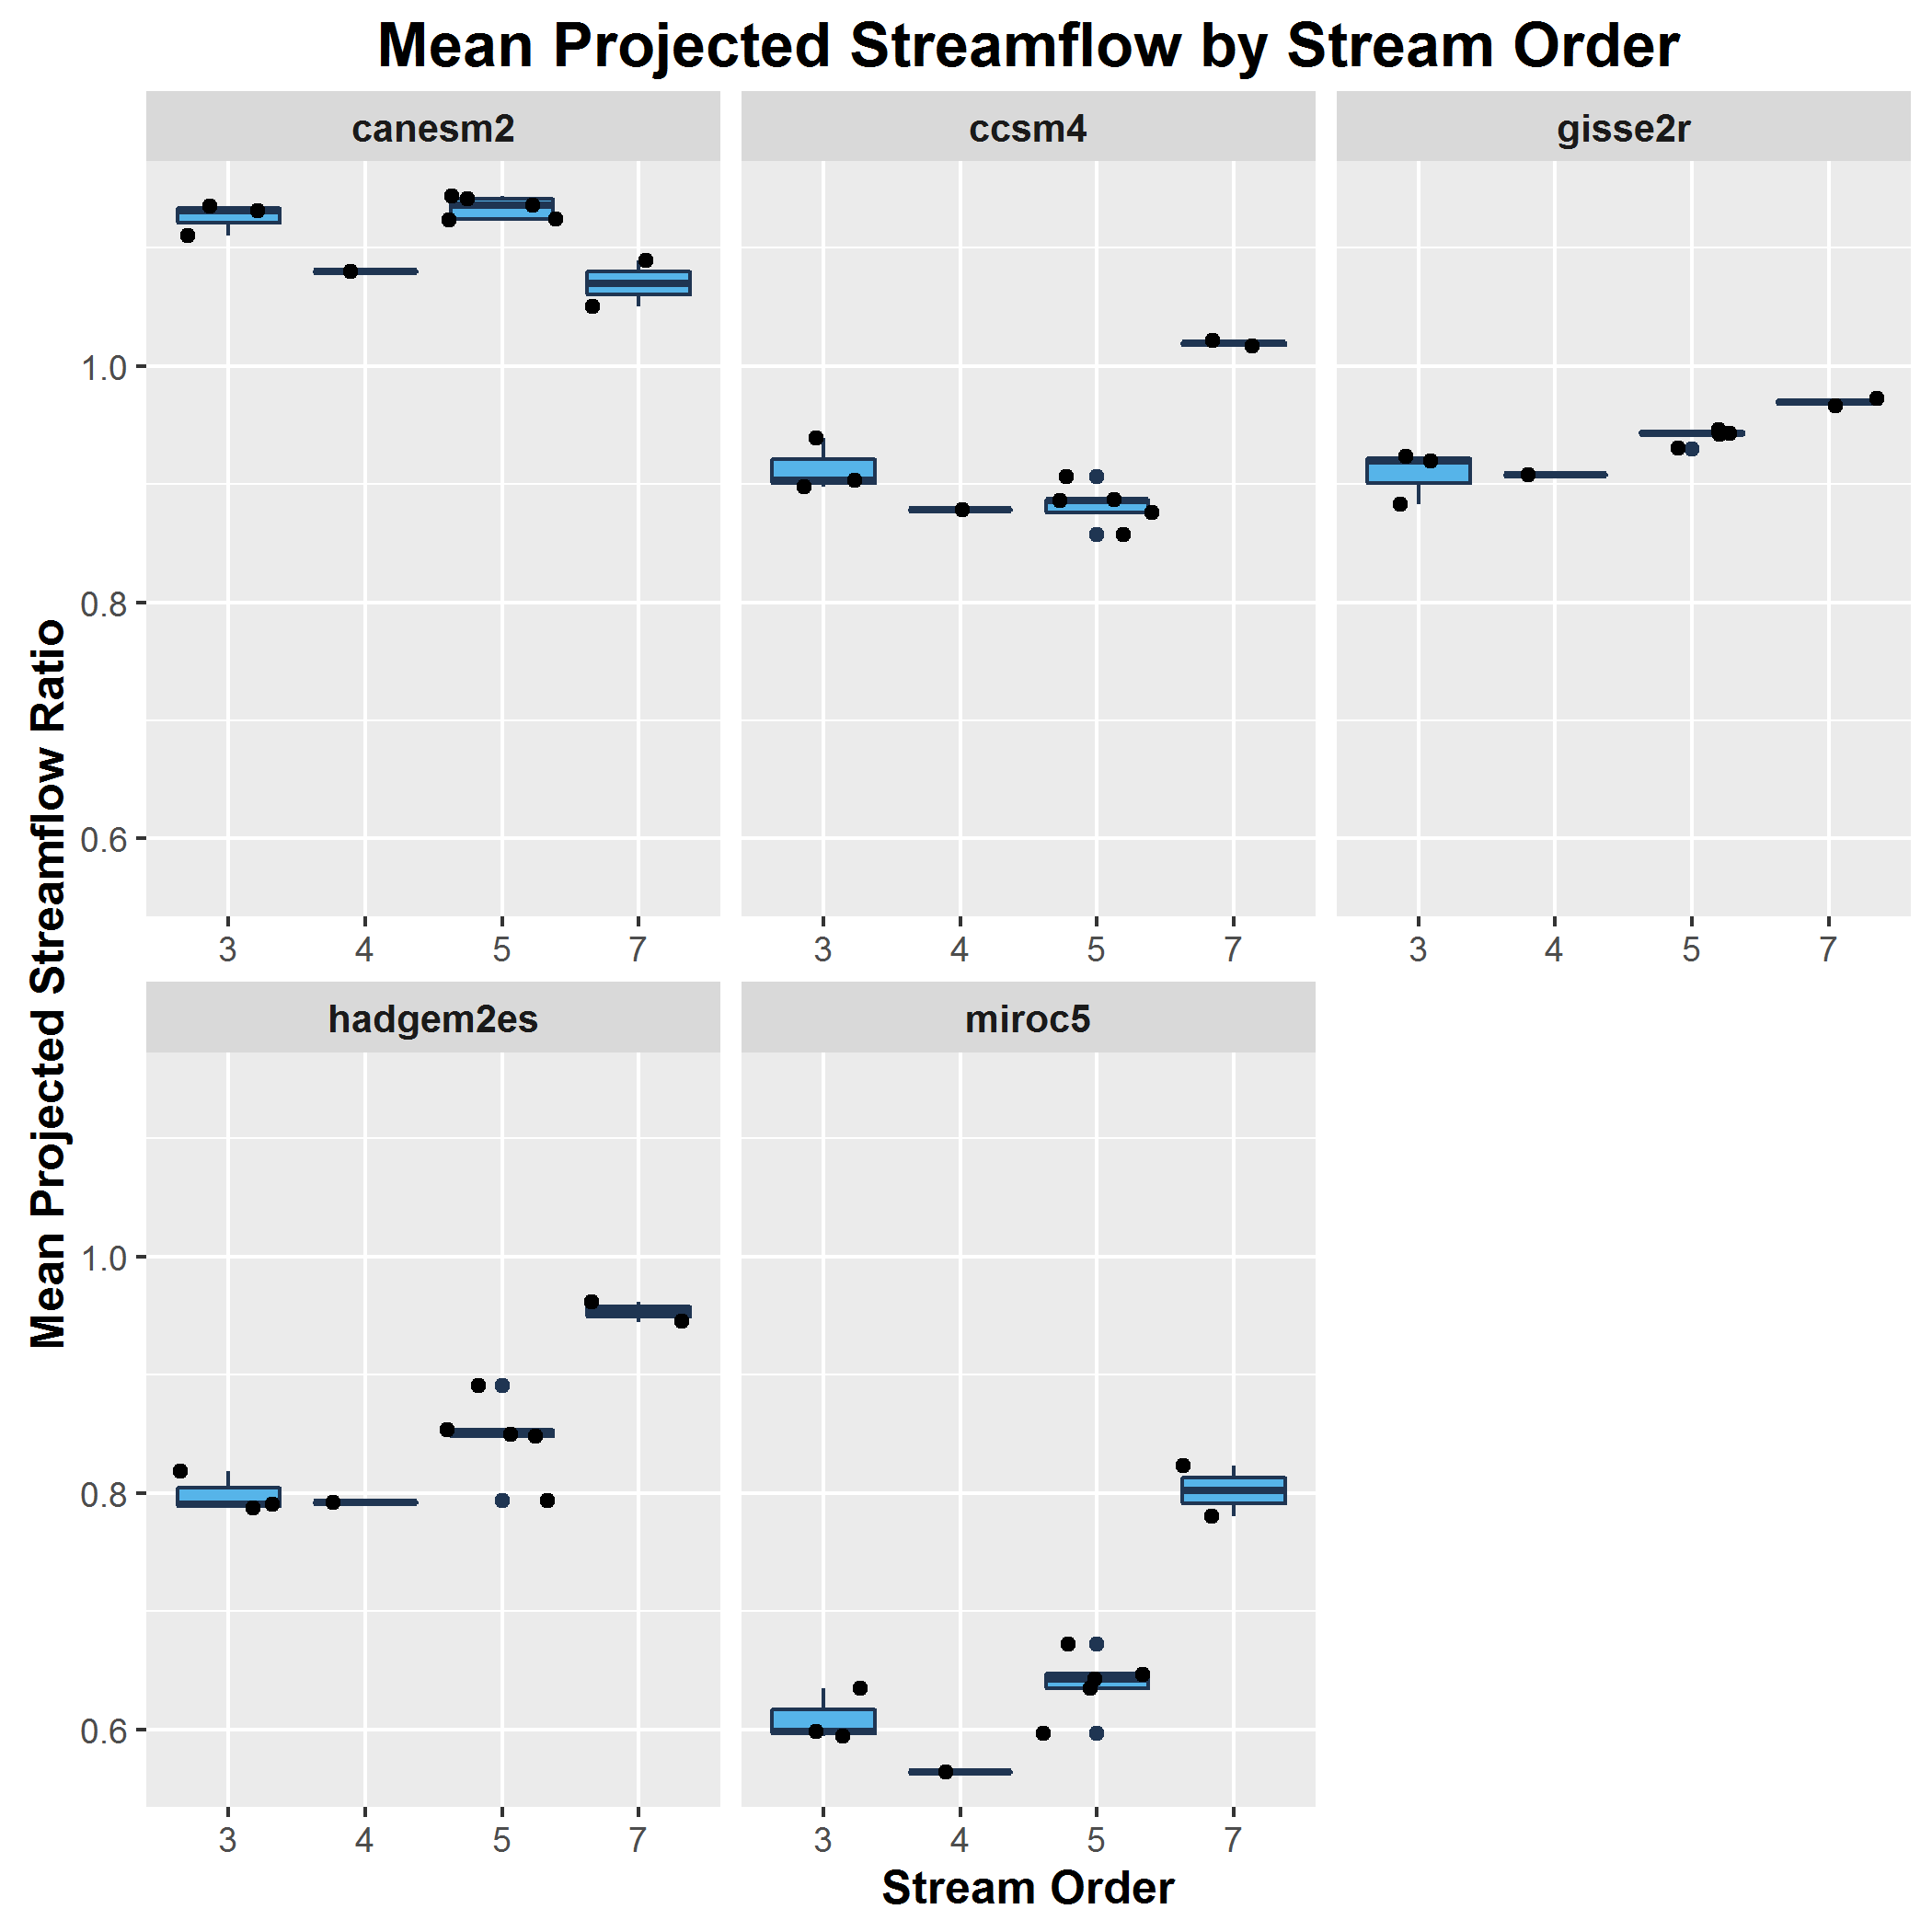 Mean Projected Streamflow by Stream Order
canesm2 ccsm4 gisse2r
1.0
0.8
0.6
3 4 5 7 3 4 5 7 3 4 5 7
Mean Projected Streamflow Ratio
hadgem2es miroc5
1.0
0.8
0.6
3 4 5 7 3 4 5 7
Stream Order